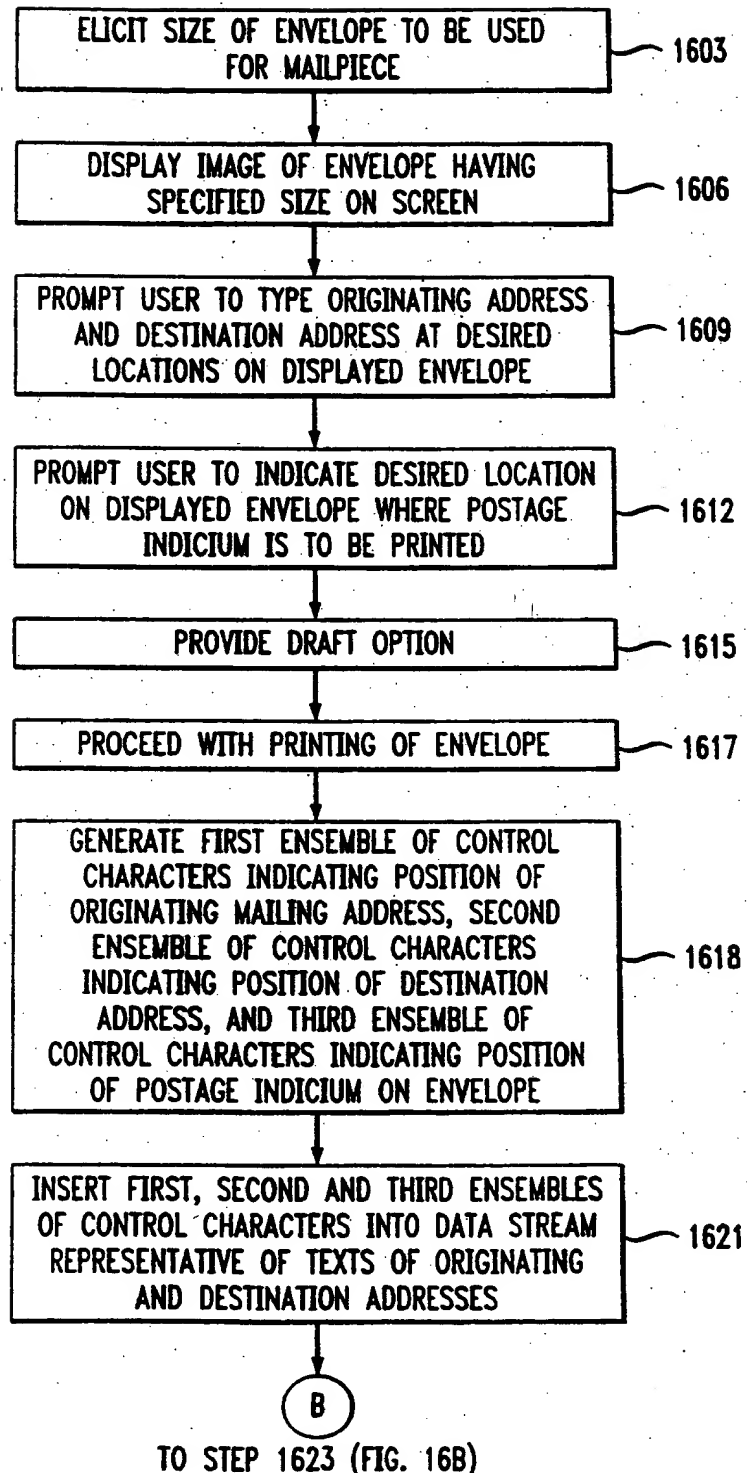 ELICIT SIZE OF ENVELOPE TO BE USED
FOR MAILPIECE
1603
DISPLAY IMAGE OF ENVELOPE HAVING
SPECIFIED SIZE ON SCREEN
1606
PROMPT USER TO TYPE ORIGINATING ADDRESS
AND DESTINATION ADDRESS AT DESIRED
LOCATIONS ON DISPLAYED ENVELOPE
1609
PROMPT USER TO INDICATE DESIRED LOCATION
ON DISPLAYED ENVELOPE WHERE POSTAGE
INDICIUM IS TO BE PRINTED
1612
PROVIDE DRAFT OPTION
1615
PROCEED WITH PRINTING OF ENVELOPE
1617
GENERATE FIRST ENSEMBLE OF CONTROL
CHARACTERS INDICATING POSITION OF
ORIGINATING MAILING ADDRESS, SECOND
ENSEMBLE OF CONTROL CHARACTERS
INDICATING POSITION OF DESTINATION
ADDRESS, AND THIRD ENSEMBLE OF
CONTROL CHARACTERS INDICATING POSITION
OF POSTAGE INDICIUM ON ENVELOPE
1618
INSERT FIRST, SECOND AND THIRD ENSEMBLES
OF CONTROL CHARACTERS INTO DATA STREAM
REPRESENTATIVE OF TEXTS OF ORIGINATING
AND DESTINATION ADDRESSES
1621
B
TO STEP 1623 (FIG. 16B)